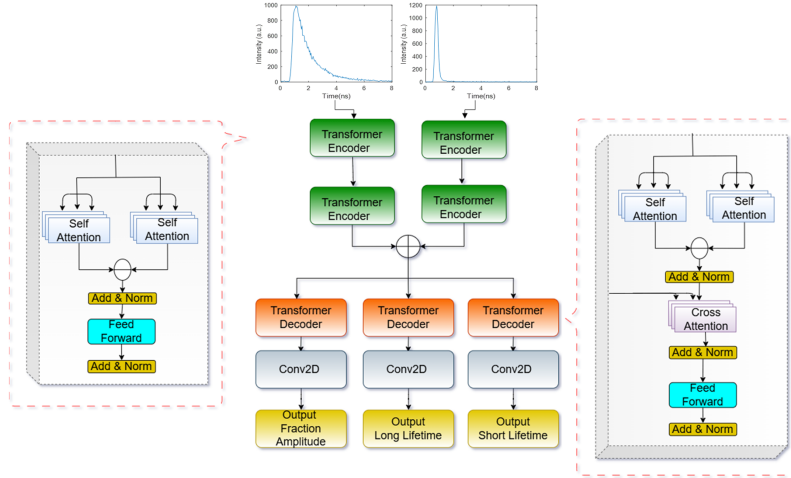 1000
800
600
400
200
0
Intensity (a.u.)
0 2 4 6 8
Time(ns)
1200
1000
800
600
400
200
0
Intensity (a.u.)
0 2 4 6 8
Time(ns)
Transformer
Encoder
Transformer
Encoder
Transformer
Encoder
Transformer
Encoder
Self
Attention
Self
Attention
Add & Norm
Feed
Forward
Add & Norm
Transformer
Decoder
Transformer
Decoder
Transformer
Decoder
Conv2D
Conv2D
Conv2D
Output
Fraction
Amplitude
Output
Long Lifetime
Output
Short Lifetime
Self
Attention
Self
Attention
Add & Norm
Cross
Attention
Add & Norm
Feed
Forward
Add & Norm